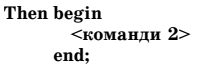 Then begin
<команди 2>
end;